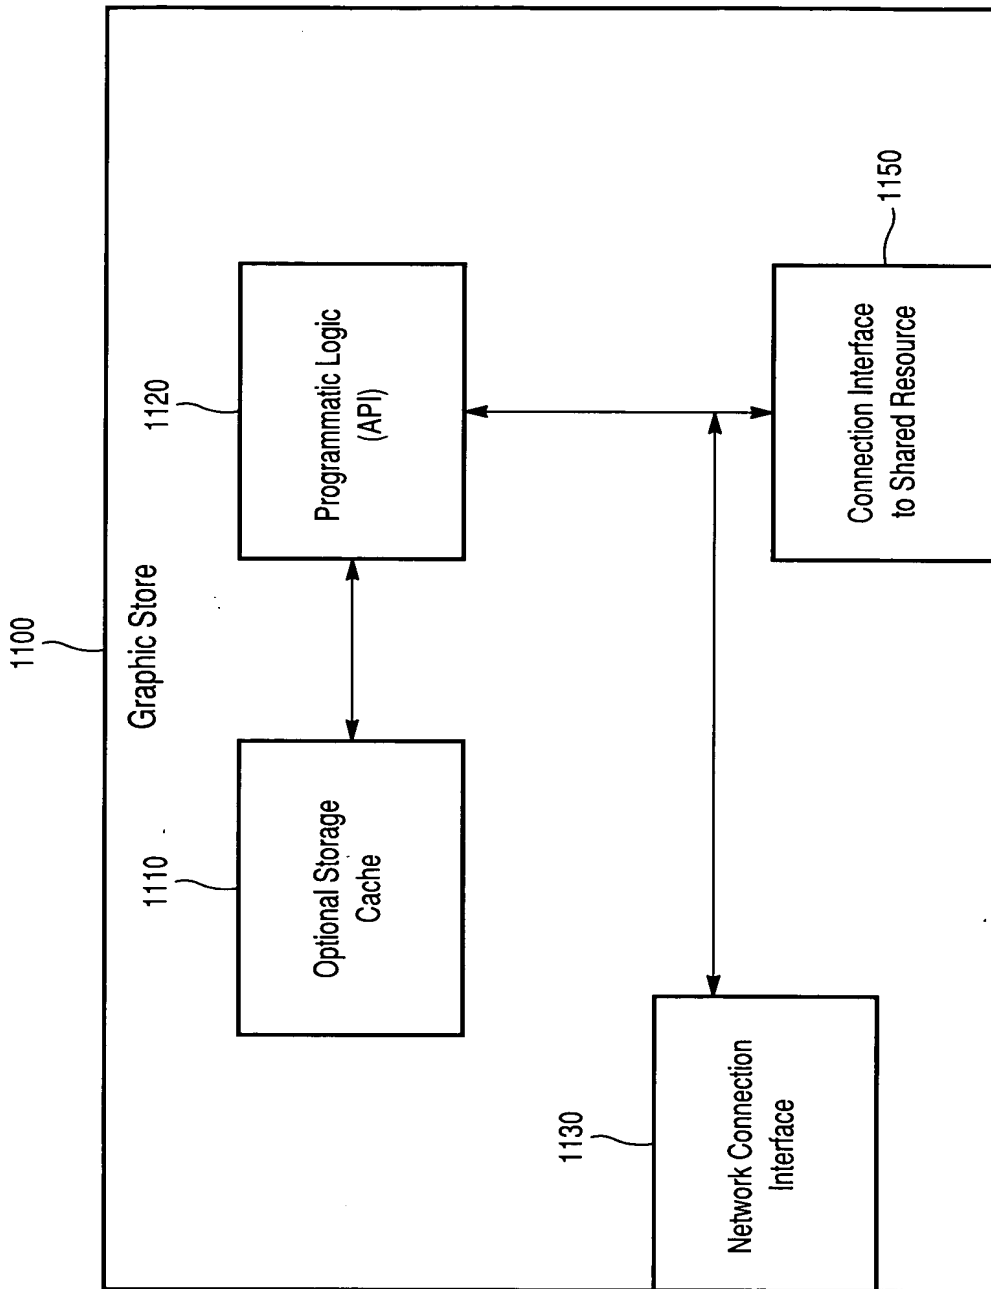 1100
Graphic Store
1110
Optional Storage
Cache
1120
Programmatic Logic
(API)
1130
Network Connection
Interface
1150
Connection Interface
to Shared Resource